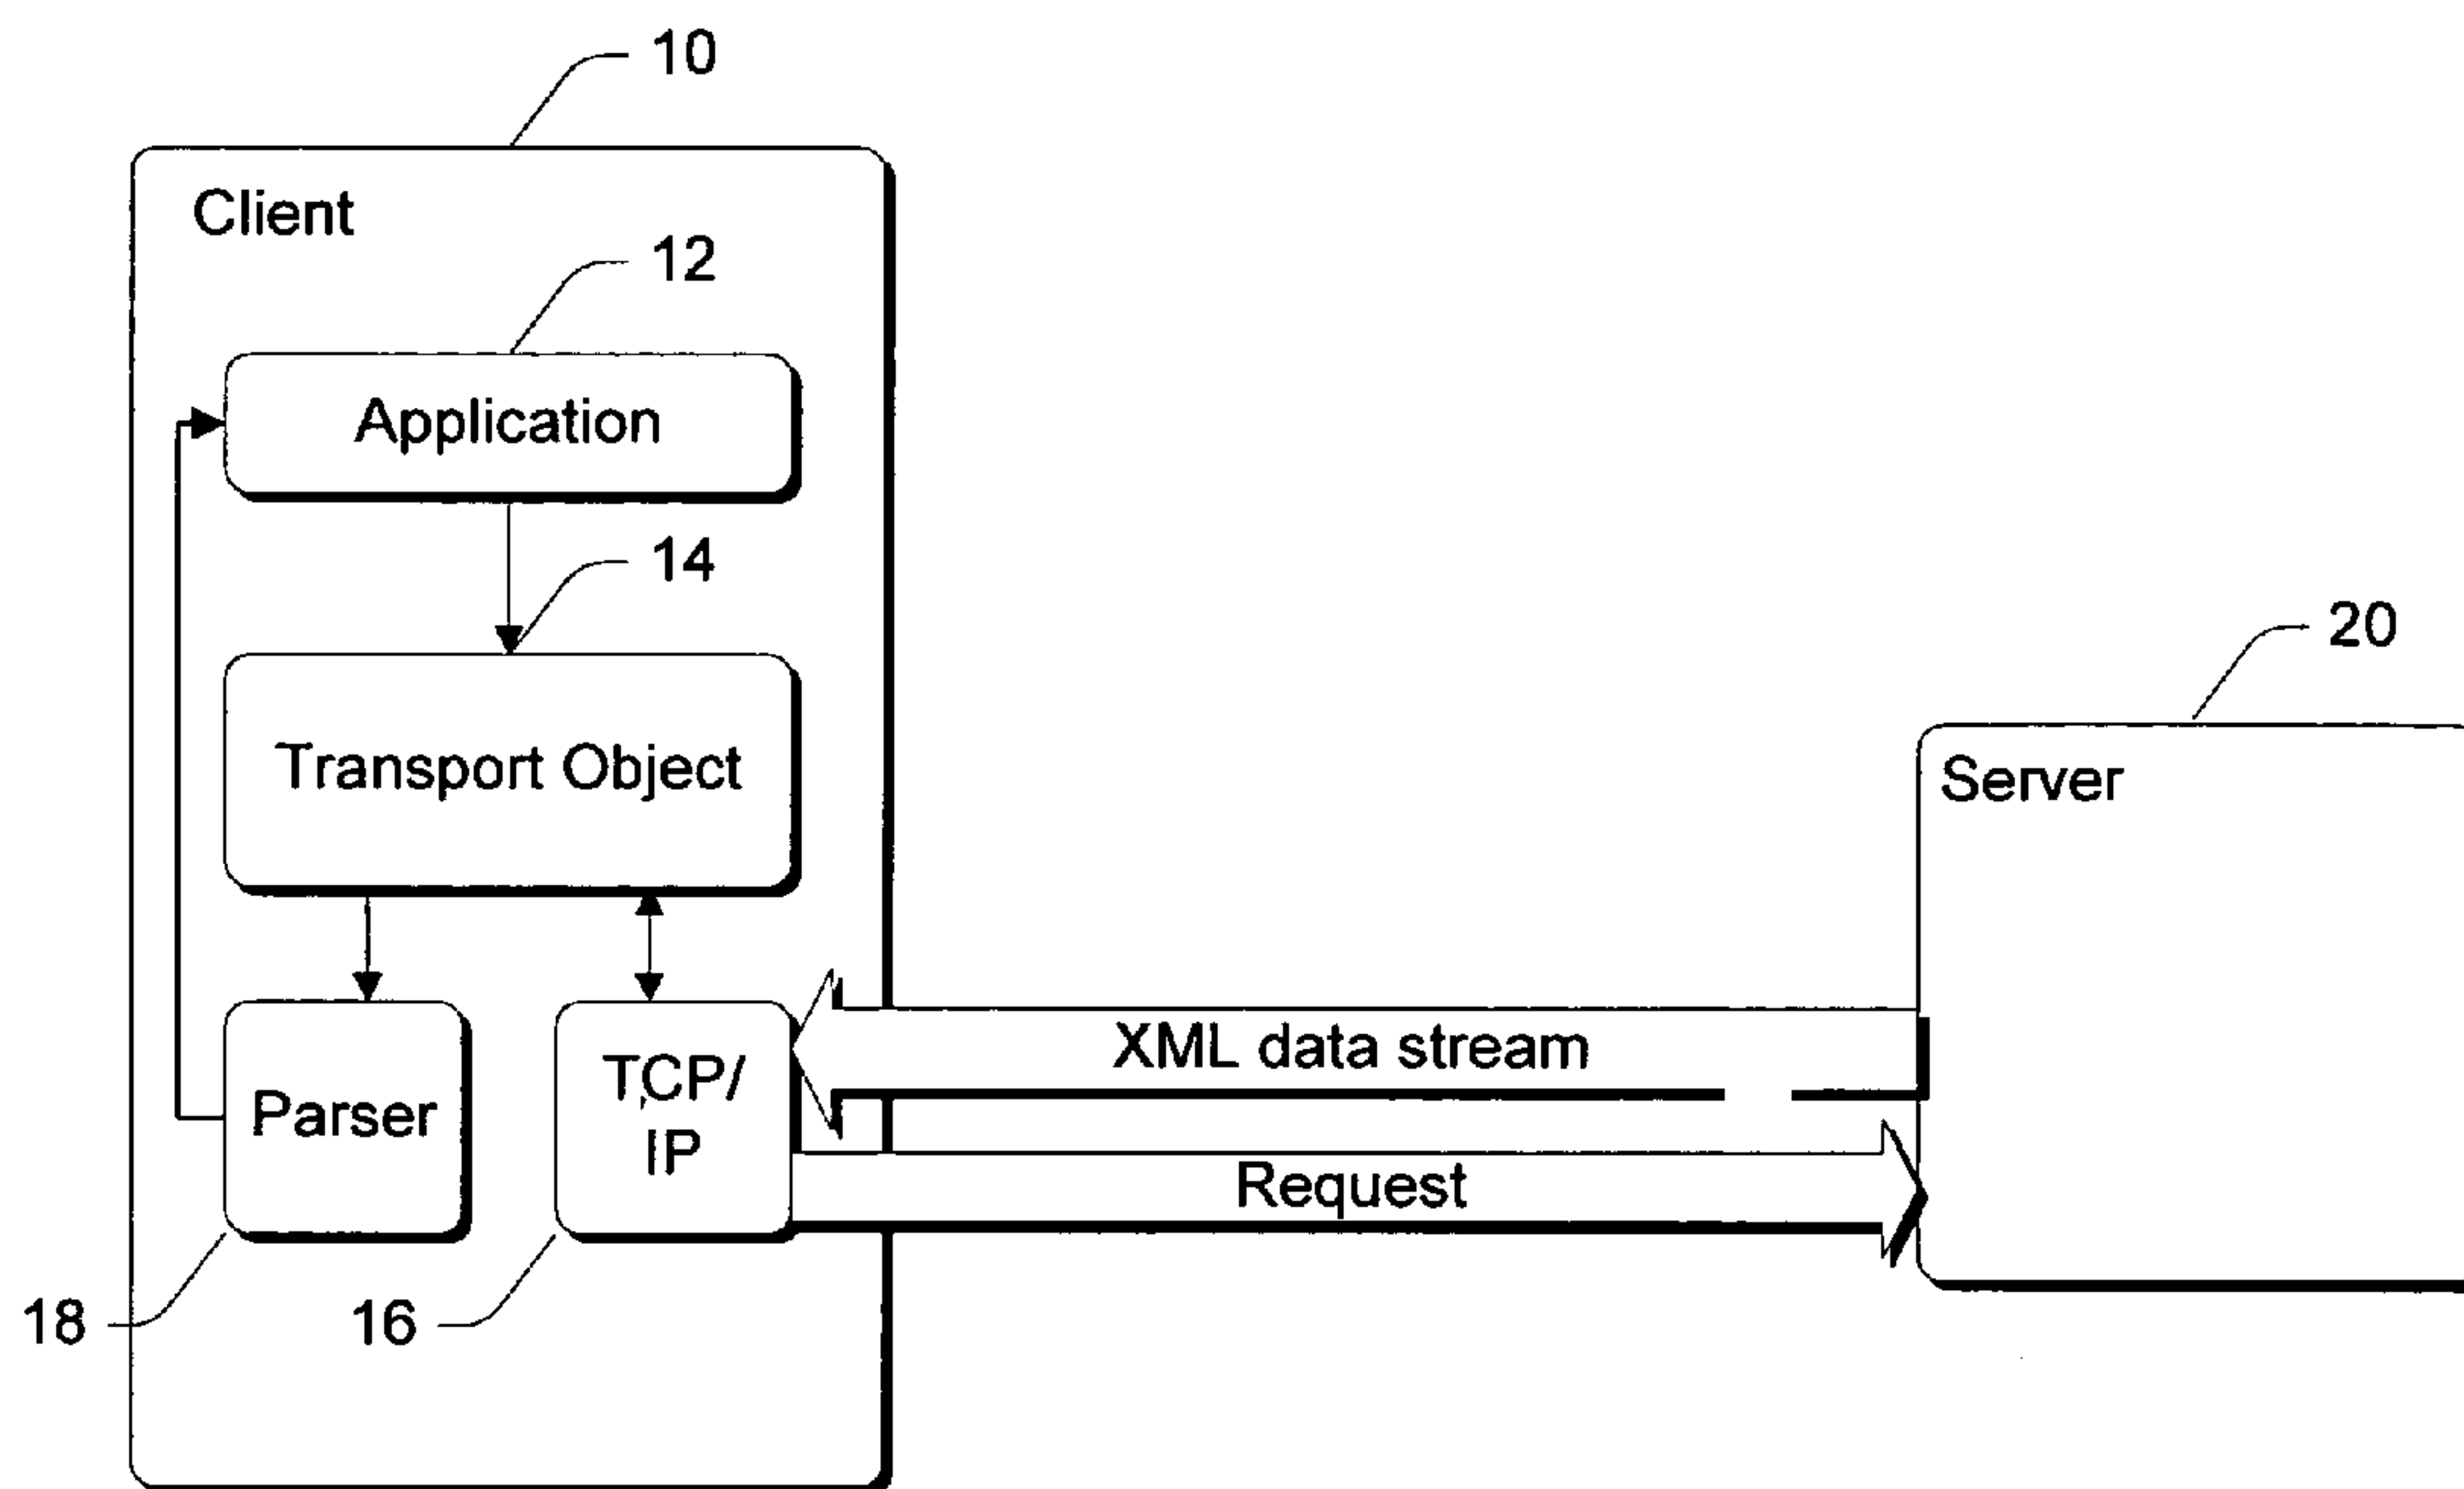 10
Client
12
Application
14
Transport Object
20
Server
XML data stream
TCP/
IP
Parser
Request
18
16